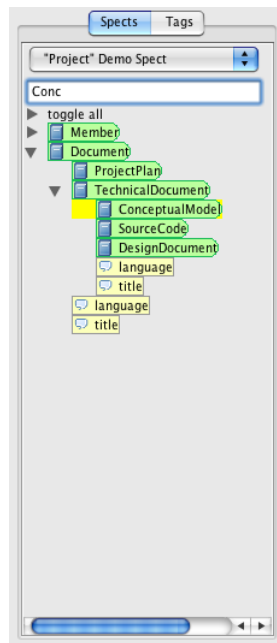 Spects Tags
"Project" Demo Spect
Conc
toggle all
Member
Document
ProjectPlan
TechnicalDocument
ConceptualModel
SourceCode
DesignDocument
language
title
language
title